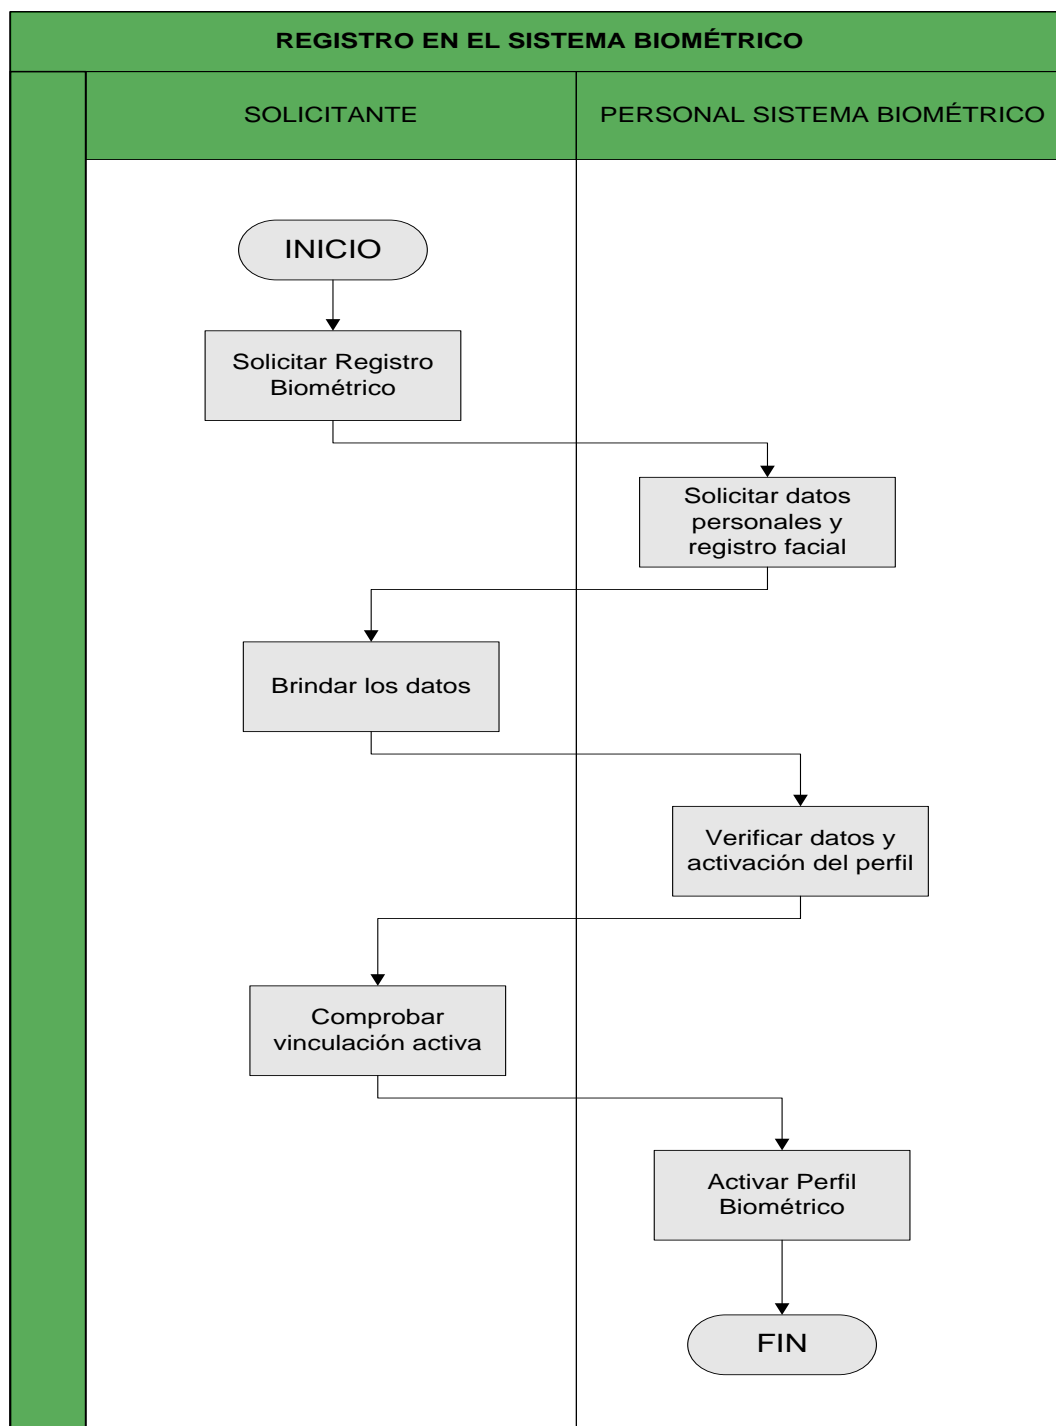 REGISTRO EN EL SISTEMA BIOMÉTRICO
SOLICITANTE
PERSONAL SISTEMA BIOMÉTRICO
INICIO
Solicitar Registro
Biométrico
Solicitar datos
personales y
registro facial
Brindar los datos
Verificar datos y
activación del perfil
Comprobar
vinculación activa
Activar Perfil
Biométrico
FIN